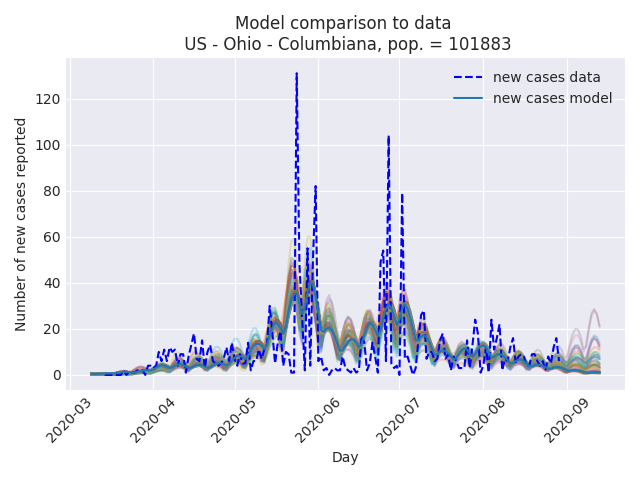 Model comparison to data
US - Ohio - Columbiana, pop. = 101883
new cases data
new cases model
Number of new cases reported
120
100
80
60
40
20
0
2020-03
2020-04
2020-05
2020-06
2020-07
2020-08
2020-09
Day